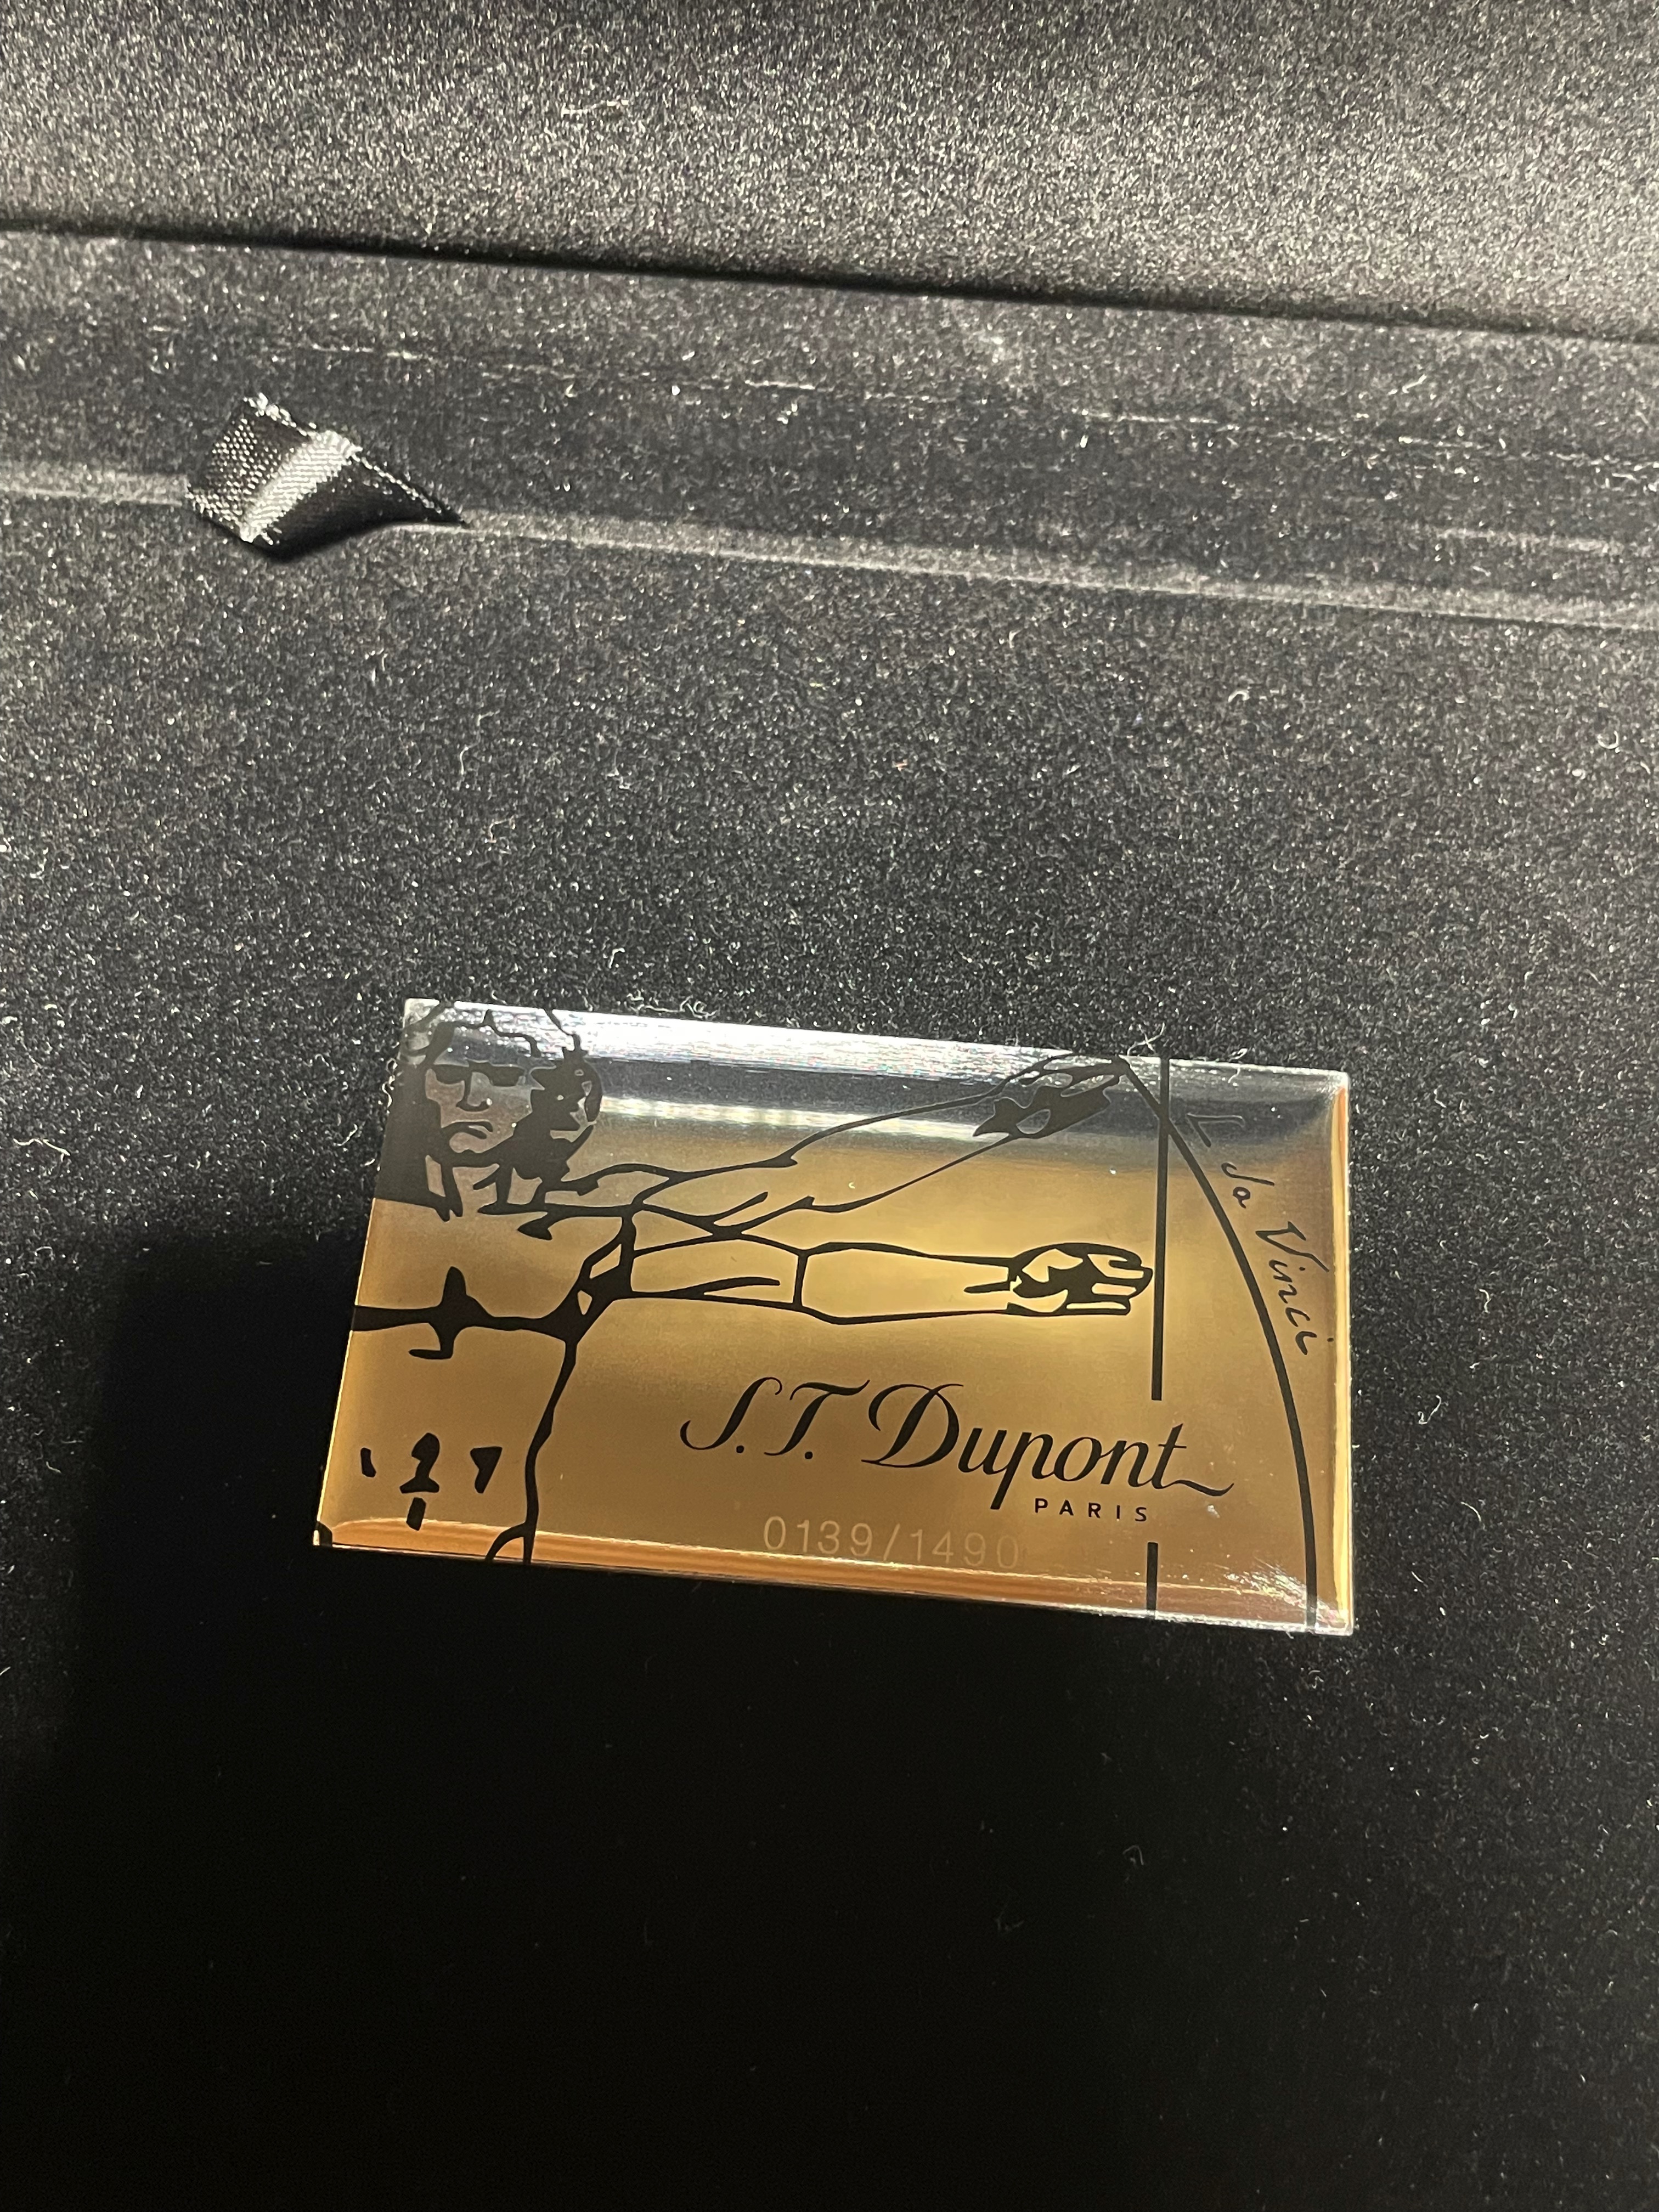 L. da Vinci
S.T. Dupont
PARIS
0139/1490